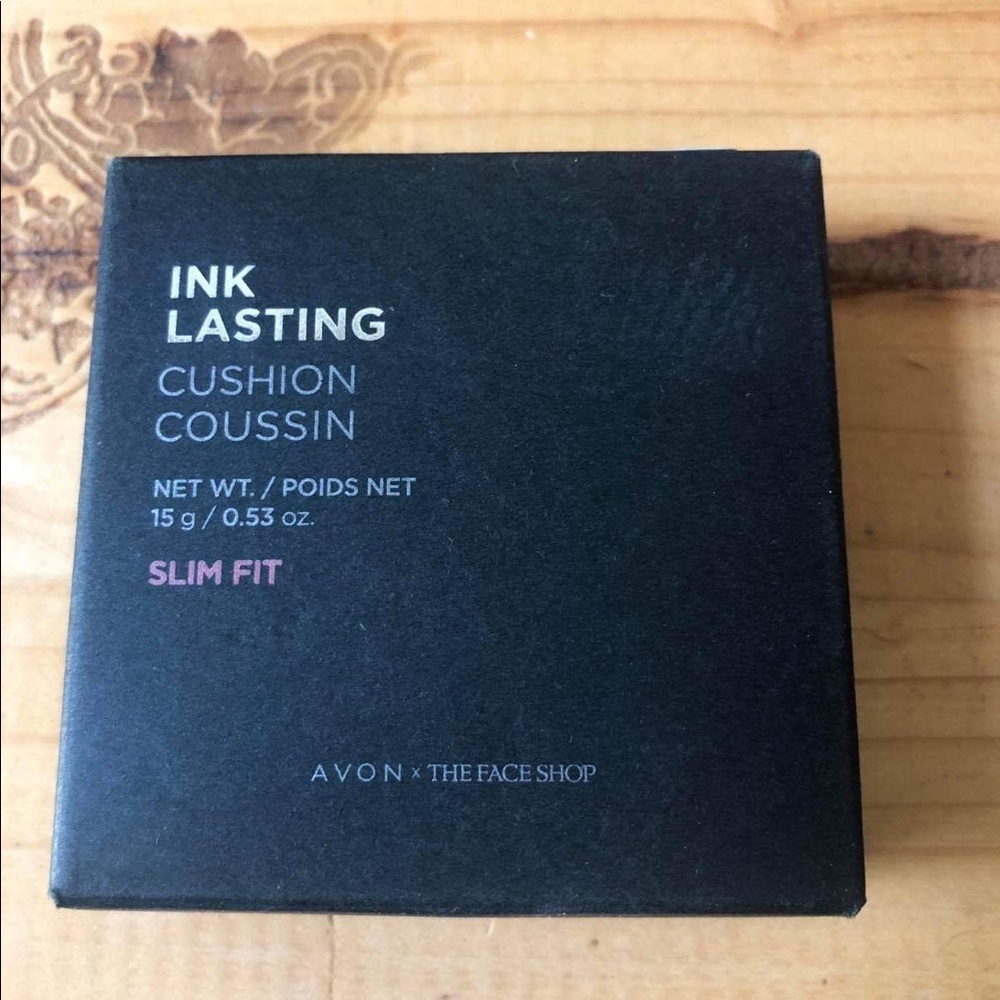 INK
LASTING
CUSHION
COUSSIN
NET WT. / POIDS NET
15 g / 0.53 oz.
SLIM FIT
AVON × THE FACE SHOP